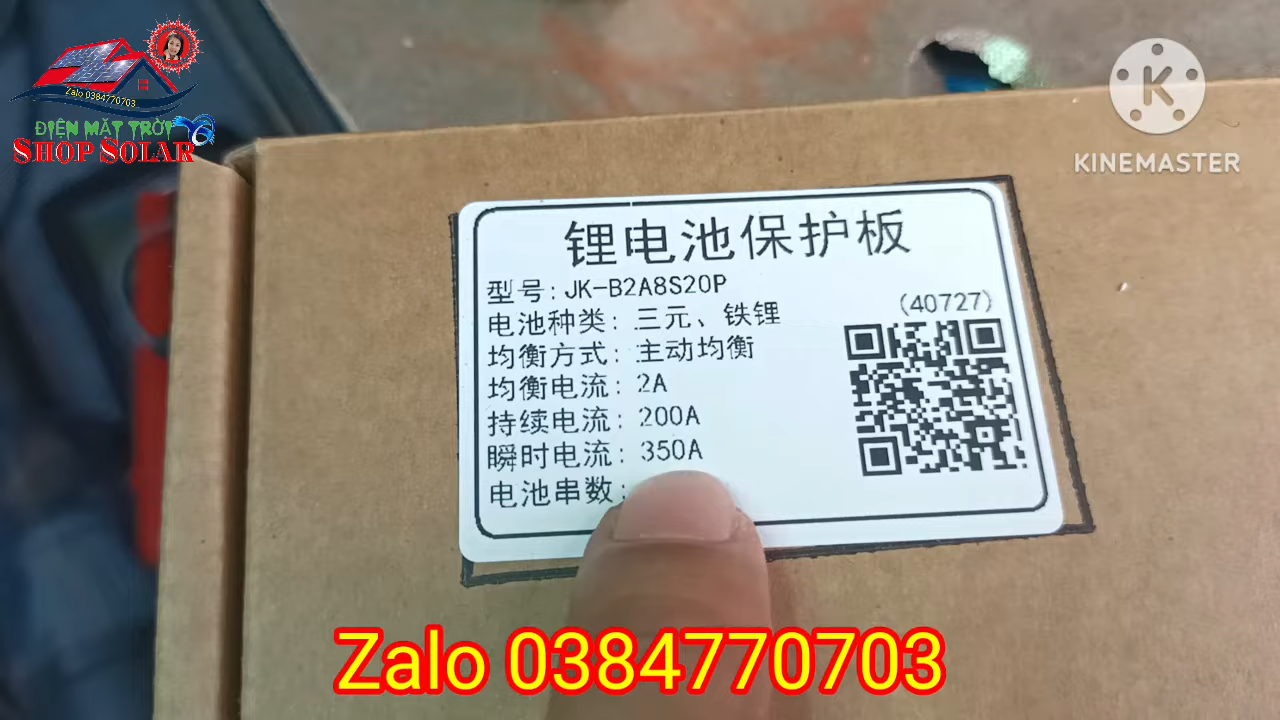 Zalo 0384770703
ĐIỆN MẶT TRỜI
SHOP SOLAR
K
KINEMASTER
锂电池保护板
型号: JK-B2A8S20P
电池种类: 三元、铁锂
(40727)
均衡方式: 主动均衡
均衡电流: 2A
持续电流: 200A
瞬时电流: 350A
电池串数:
Zalo 0384770703